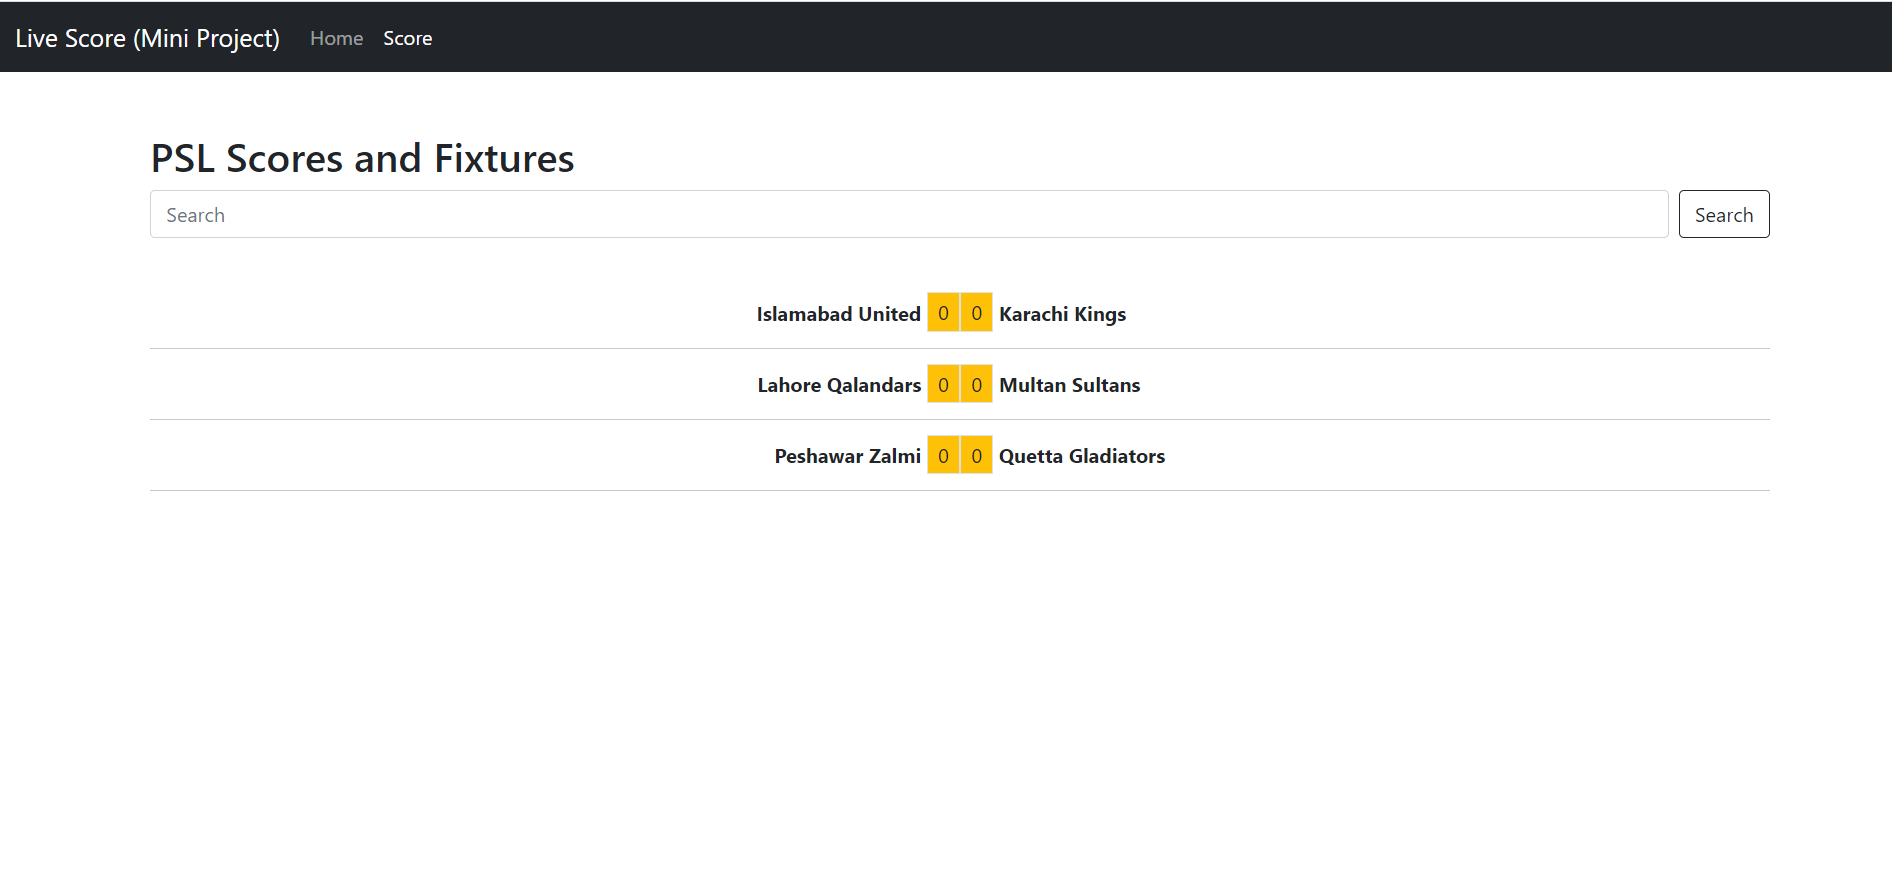 Live Score (Mini Project) Home Score
PSL Scores and Fixtures
Search Search
Islamabad United 0 0 Karachi Kings
Lahore Qalandars 0 0 Multan Sultans
Peshawar Zalmi 0 0 Quetta Gladiators